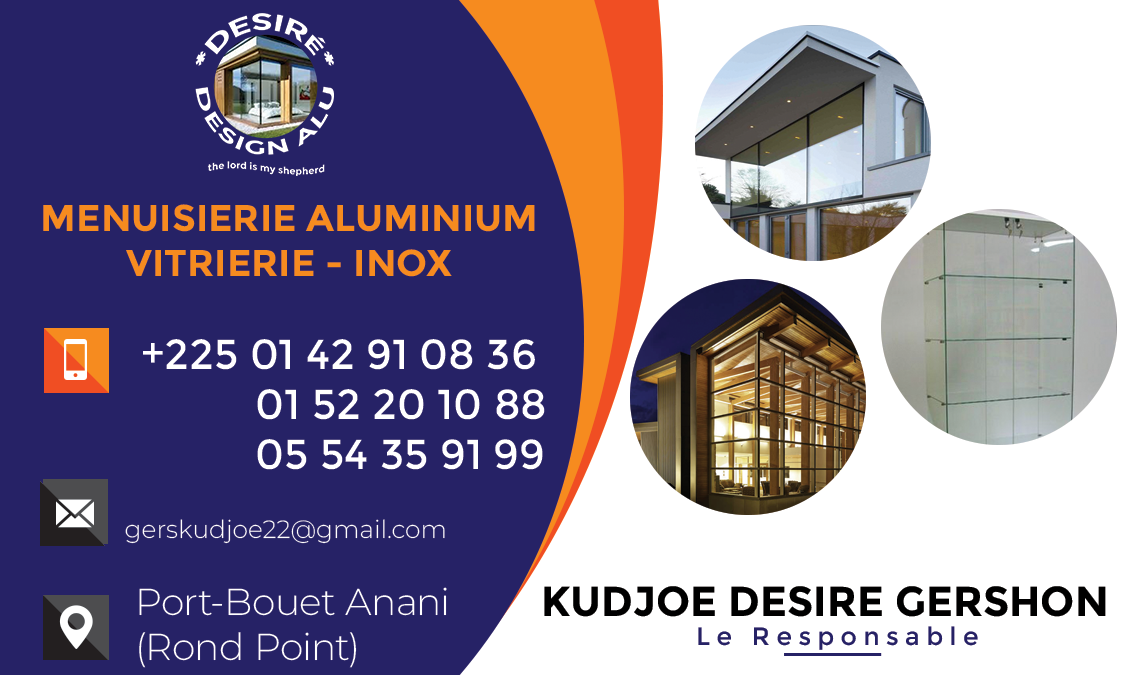 *DESIRÉ*
DESIGN ALU
the lord is my shepherd
MENUISIERIE ALUMINIUM
VITRIERIE - INOX
+225 01 42 91 08 36
01 52 20 10 88
05 54 35 91 99
gerskudjoe22@gmail.com
Port-Bouet Anani
(Rond Point)
KUDJOE DESIRE GERSHON
Le Responsable